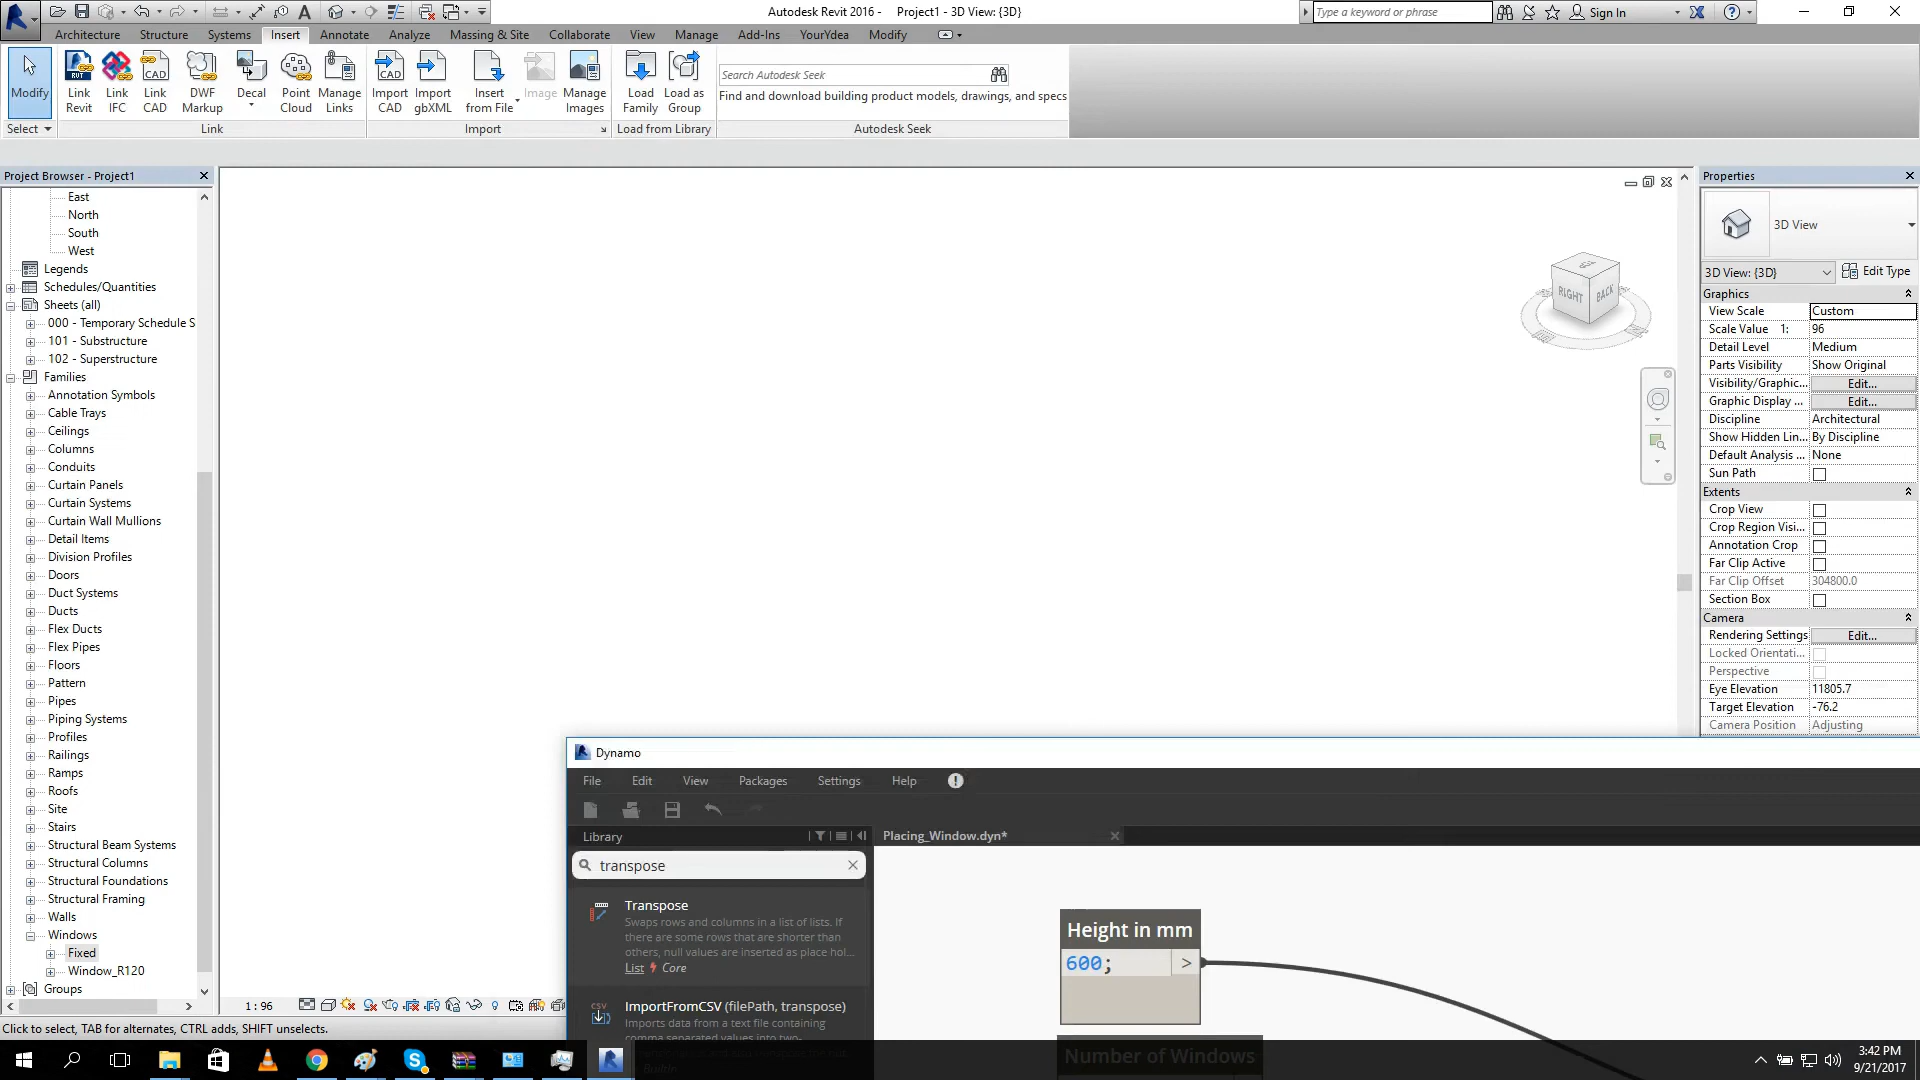 Autodesk Revit 2016 - Project1 - 3D View: {3D}
Type a keyword or phrase
Sign In
Architecture Structure Systems Insert Annotate Analyze Massing & Site Collaborate View Manage Add-Ins YourYdea Modify
Modify
Link Revit
Link IFC
Link CAD
DWF Markup
Decal
Point Cloud
Manage Links
Import CAD
Import gbXML
Insert from File
Image
Manage Images
Load Family
Load as Group
Search Autodesk Seek
Find and download building product models, drawings, and specs
Select
Link
Import
Load from Library
Autodesk Seek
Project Browser - Project1
East
North
South
West
Legends
Schedules/Quantities
Sheets (all)
000 - Temporary Schedule S
101 - Substructure
102 - Superstructure
Families
Annotation Symbols
Cable Trays
Ceilings
Columns
Conduits
Curtain Panels
Curtain Systems
Curtain Wall Mullions
Detail Items
Division Profiles
Doors
Duct Systems
Ducts
Flex Ducts
Flex Pipes
Floors
Pattern
Pipes
Piping Systems
Profiles
Railings
Ramps
Roofs
Site
Stairs
Structural Beam Systems
Structural Columns
Structural Foundations
Structural Framing
Walls
Windows
Fixed
Window_R120
Groups
RIGHT
BACK
Properties
3D View
3D View: {3D}
Edit Type
Graphics
View Scale Custom
Scale Value 1: 96
Detail Level Medium
Parts Visibility Show Original
Visibility/Graphic... Edit...
Graphic Display ... Edit...
Discipline Architectural
Show Hidden Lin... By Discipline
Default Analysis ... None
Sun Path
Extents
Crop View
Crop Region Visi...
Annotation Crop
Far Clip Active
Far Clip Offset 304800.0
Section Box
Camera
Rendering Settings Edit...
Locked Orientati...
Perspective
Eye Elevation 11805.7
Target Elevation -76.2
Camera Position Adjusting
1 : 96
Click to select, TAB for alternates, CTRL adds, SHIFT unselects.
Dynamo
File Edit View Packages Settings Help
Library
Placing_Window.dyn*
transpose
Transpose
Swaps rows and columns in a list of lists. If
there are some rows that are shorter than
others, null values are inserted as place hol...
List Core
ImportFromCSV (filePath, transpose)
Imports data from a text file containing
comma separated values into two-
Height in mm
600; >
Number of Windows
3:42 PM
9/21/2017